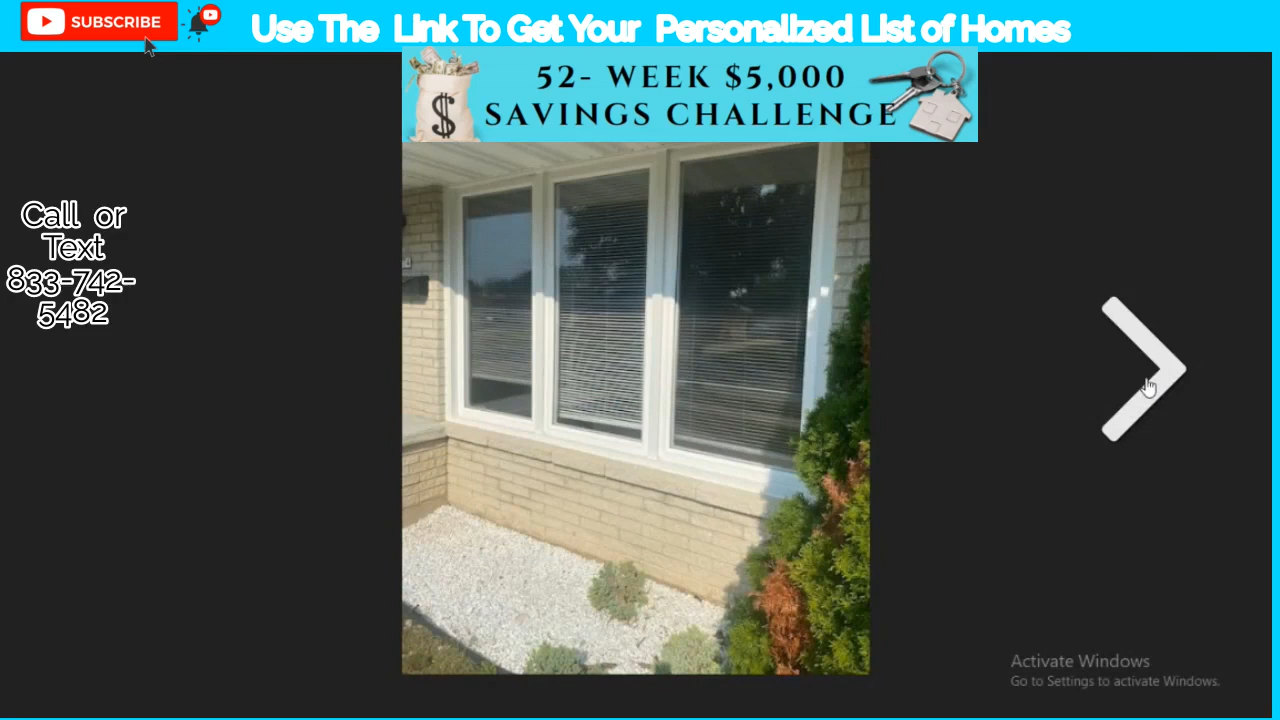 SUBSCRIBE
Use The Link To Get Your Personalized List of Homes
52- WEEK $5,000
SAVINGS CHALLENGE
$
Call or
Text
833-742-
5482
Activate Windows
Go to Settings to activate Windows.